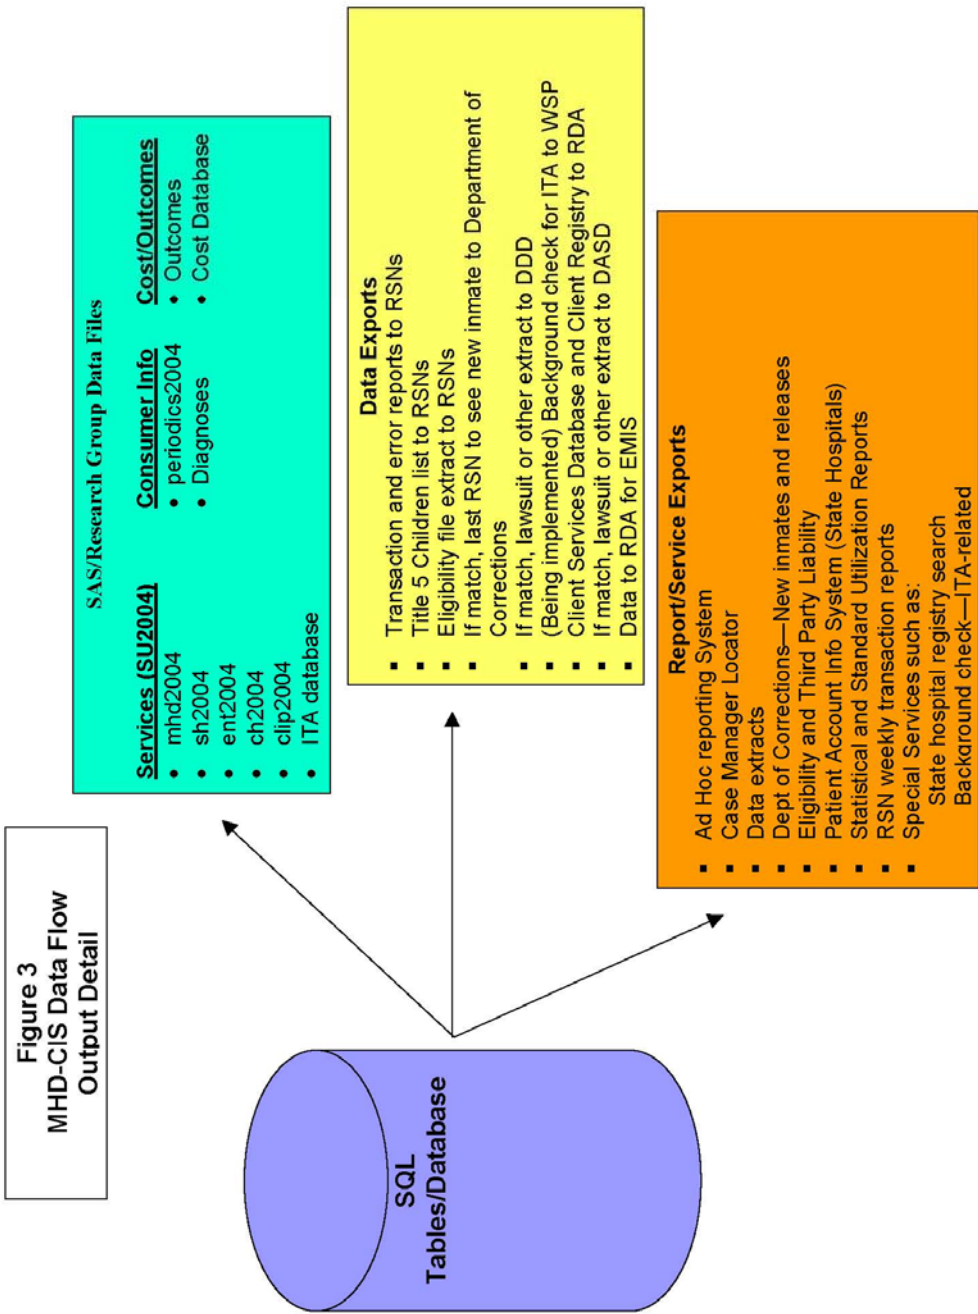 Figure 3
MHD-CIS Data Flow
Output Detail
SQL
Tables/Database
SAS/Research Group Data Files
Services (SU2004)
• mhd2004
• sh2004
• ent2004
• ch2004
• clip2004
• ITA database
Consumer Info
• periodics2004
• Diagnoses
Cost/Outcomes
• Outcomes
• Cost Database
Data Exports
▪ Transaction and error reports to RSNs
▪ Title 5 Children list to RSNs
▪ Eligibility file extract to RSNs
▪ If match, last RSN to see new inmate to Department of
Corrections
▪ If match, lawsuit or other extract to DDD
▪ (Being implemented) Background check for ITA to WSP
▪ Client Services Database and Client Registry to RDA
▪ If match, lawsuit or other extract to DASD
▪ Data to RDA for EMIS
Report/Service Exports
▪ Ad Hoc reporting System
▪ Case Manager Locator
▪ Data extracts
▪ Dept of Corrections—New inmates and releases
▪ Eligibility and Third Party Liability
▪ Patient Account Info System (State Hospitals)
▪ Statistical and Standard Utilization Reports
▪ RSN weekly transaction reports
▪ Special Services such as:
State hospital registry search
Background check—ITA-related